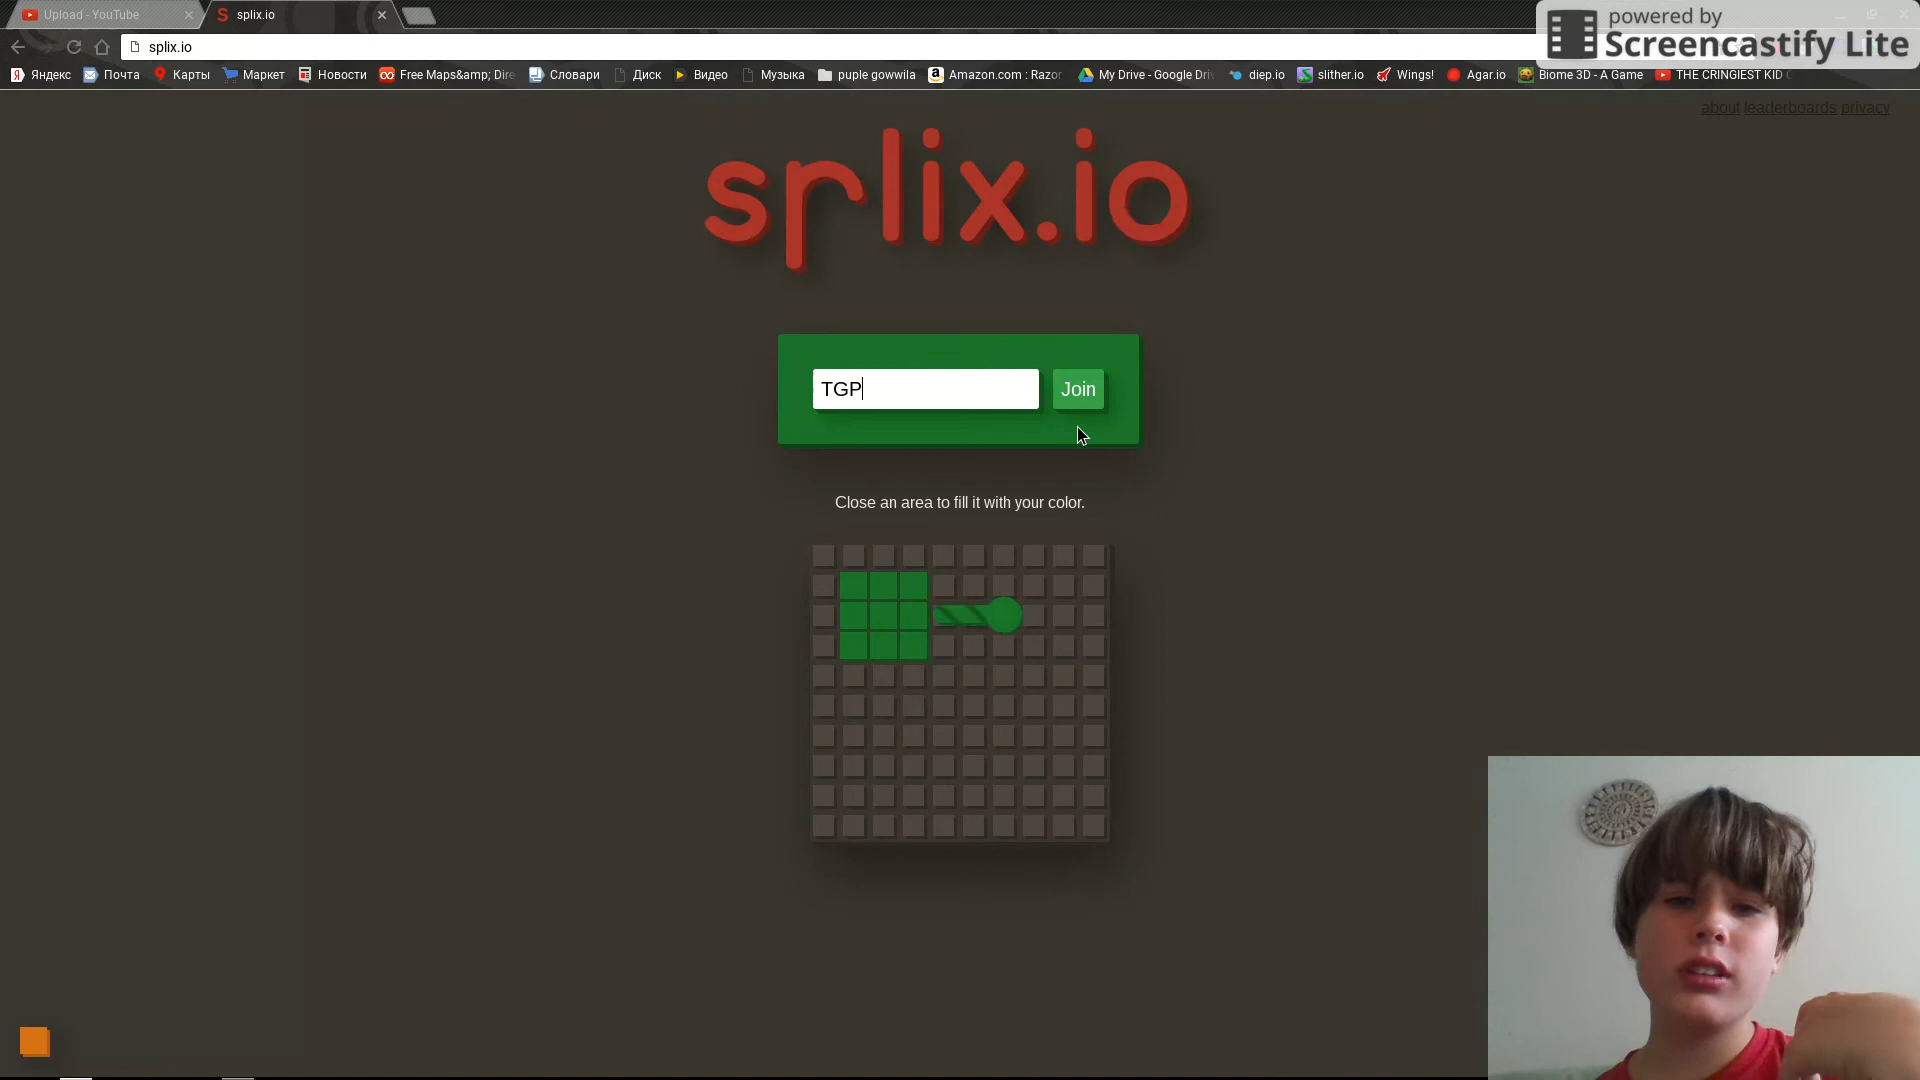 Upload - YouTube
splix.io
powered by
Screencastify Lite
splix.io
Яндекс Почта Карты Маркет Новости Free Maps&amp; Dire Словари Диск Видео Музыка puple gowwila Amazon.com : Razor My Drive - Google Driv diep.io slither.io Wings! Agar.io Biome 3D - A Game THE CRINGIEST KID
about leaderboards privacy
splix.io
TGP Join
Close an area to fill it with your color.